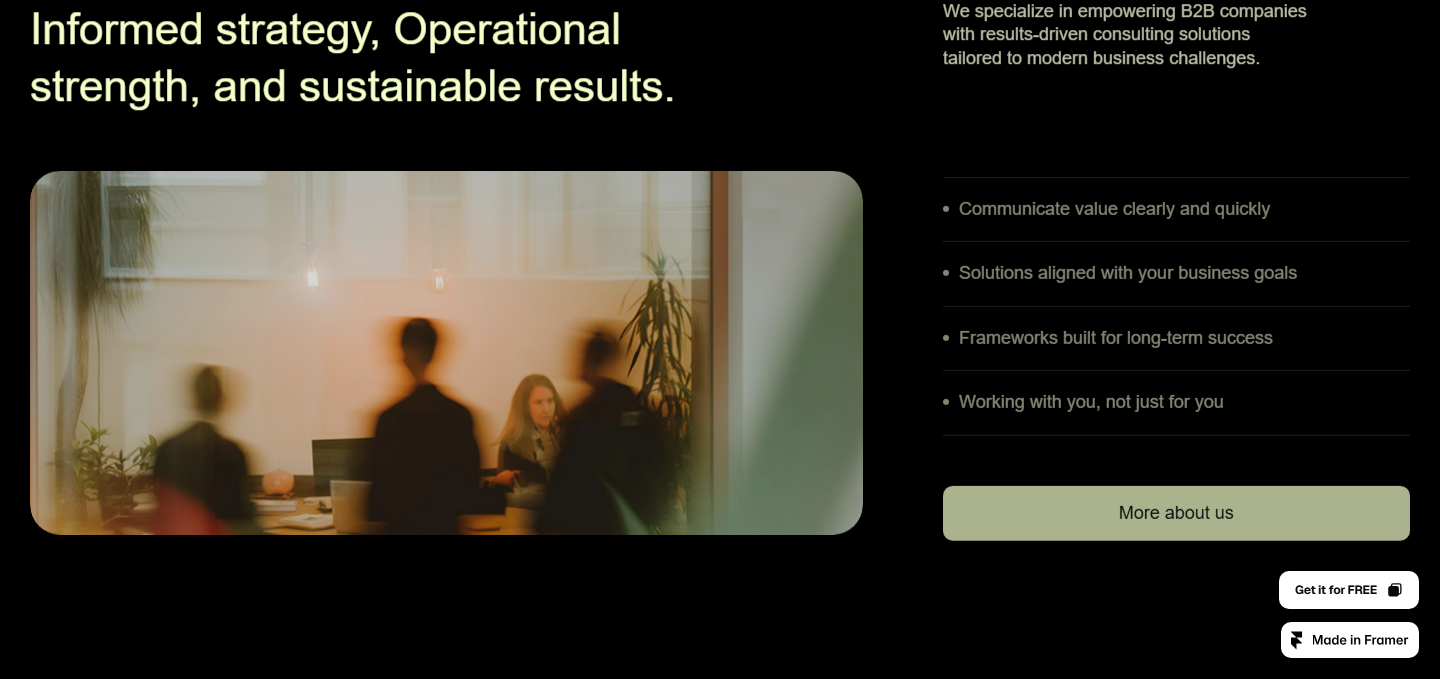 Informed strategy, Operational
strength, and sustainable results.
We specialize in empowering B2B companies
with results-driven consulting solutions
tailored to modern business challenges.
Communicate value clearly and quickly
Solutions aligned with your business goals
Frameworks built for long-term success
Working with you, not just for you
More about us
Get it for FREE
Made in Framer